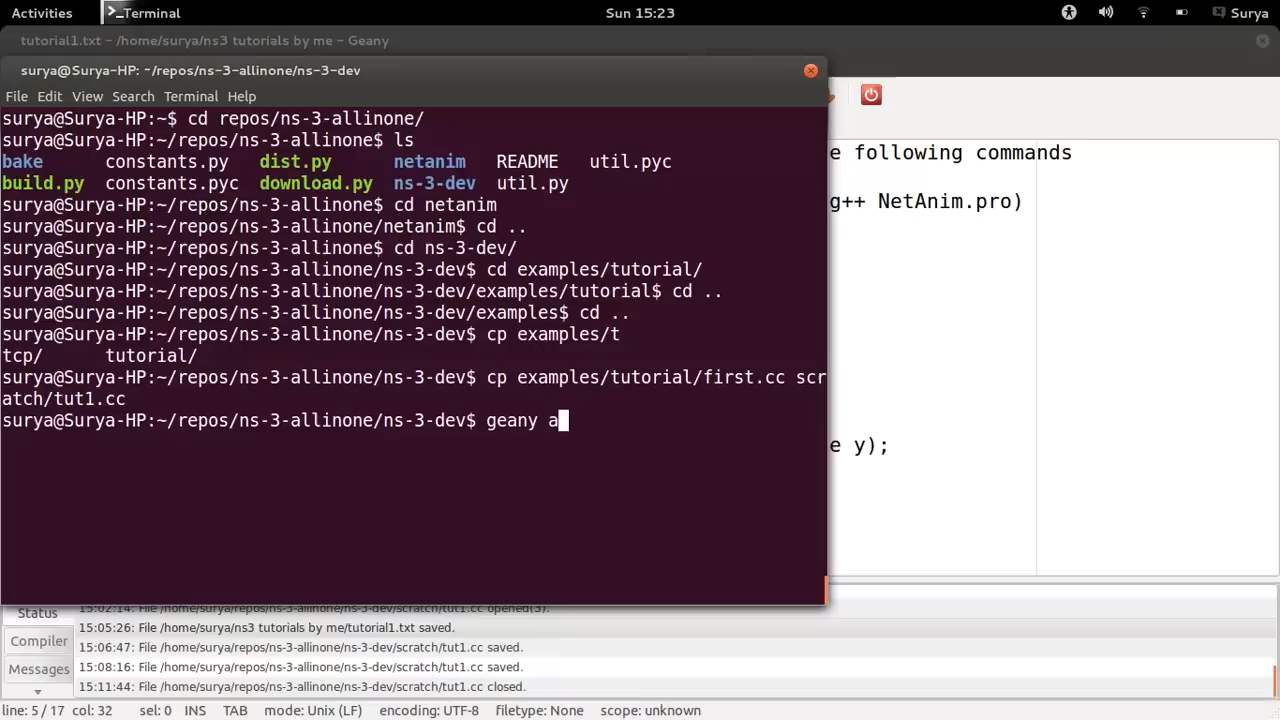 Activities Terminal Sun 15:23 Surya
tutorial1.txt – /home/surya/ns3 tutorials by me – Geany
surya@Surya-HP: ~/repos/ns-3-allinone/ns-3-dev
File Edit View Search Terminal Help
surya@Surya-HP:~$ cd repos/ns-3-allinone/
surya@Surya-HP:~/repos/ns-3-allinone$ ls
bake constants.py dist.py netanim README util.pyc
build.py constants.pyc download.py ns-3-dev util.py
surya@Surya-HP:~/repos/ns-3-allinone$ cd netanim
surya@Surya-HP:~/repos/ns-3-allinone/netanim$ cd ..
surya@Surya-HP:~/repos/ns-3-allinone$ cd ns-3-dev/
surya@Surya-HP:~/repos/ns-3-allinone/ns-3-dev$ cd examples/tutorial/
surya@Surya-HP:~/repos/ns-3-allinone/ns-3-dev/examples/tutorial$ cd ..
surya@Surya-HP:~/repos/ns-3-allinone/ns-3-dev/examples$ cd ..
surya@Surya-HP:~/repos/ns-3-allinone/ns-3-dev$ cp examples/t
tcp/ tutorial/
surya@Surya-HP:~/repos/ns-3-allinone/ns-3-dev$ cp examples/tutorial/first.cc scr
atch/tut1.cc
surya@Surya-HP:~/repos/ns-3-allinone/ns-3-dev$ geany a
e following commands
g++ NetAnim.pro)
e y);
Status
Compiler
Messages
15:02:14: File /home/surya/repos/ns-3-allinone/ns-3-dev/scratch/tut1.cc opened(3).
15:05:26: File /home/surya/ns3 tutorials by me/tutorial1.txt saved.
15:06:47: File /home/surya/repos/ns-3-allinone/ns-3-dev/scratch/tut1.cc saved.
15:08:16: File /home/surya/repos/ns-3-allinone/ns-3-dev/scratch/tut1.cc saved.
15:11:44: File /home/surya/repos/ns-3-allinone/ns-3-dev/scratch/tut1.cc closed.
line: 5 / 17 col: 32 sel: 0 INS TAB mode: Unix (LF) encoding: UTF-8 filetype: None scope: unknown